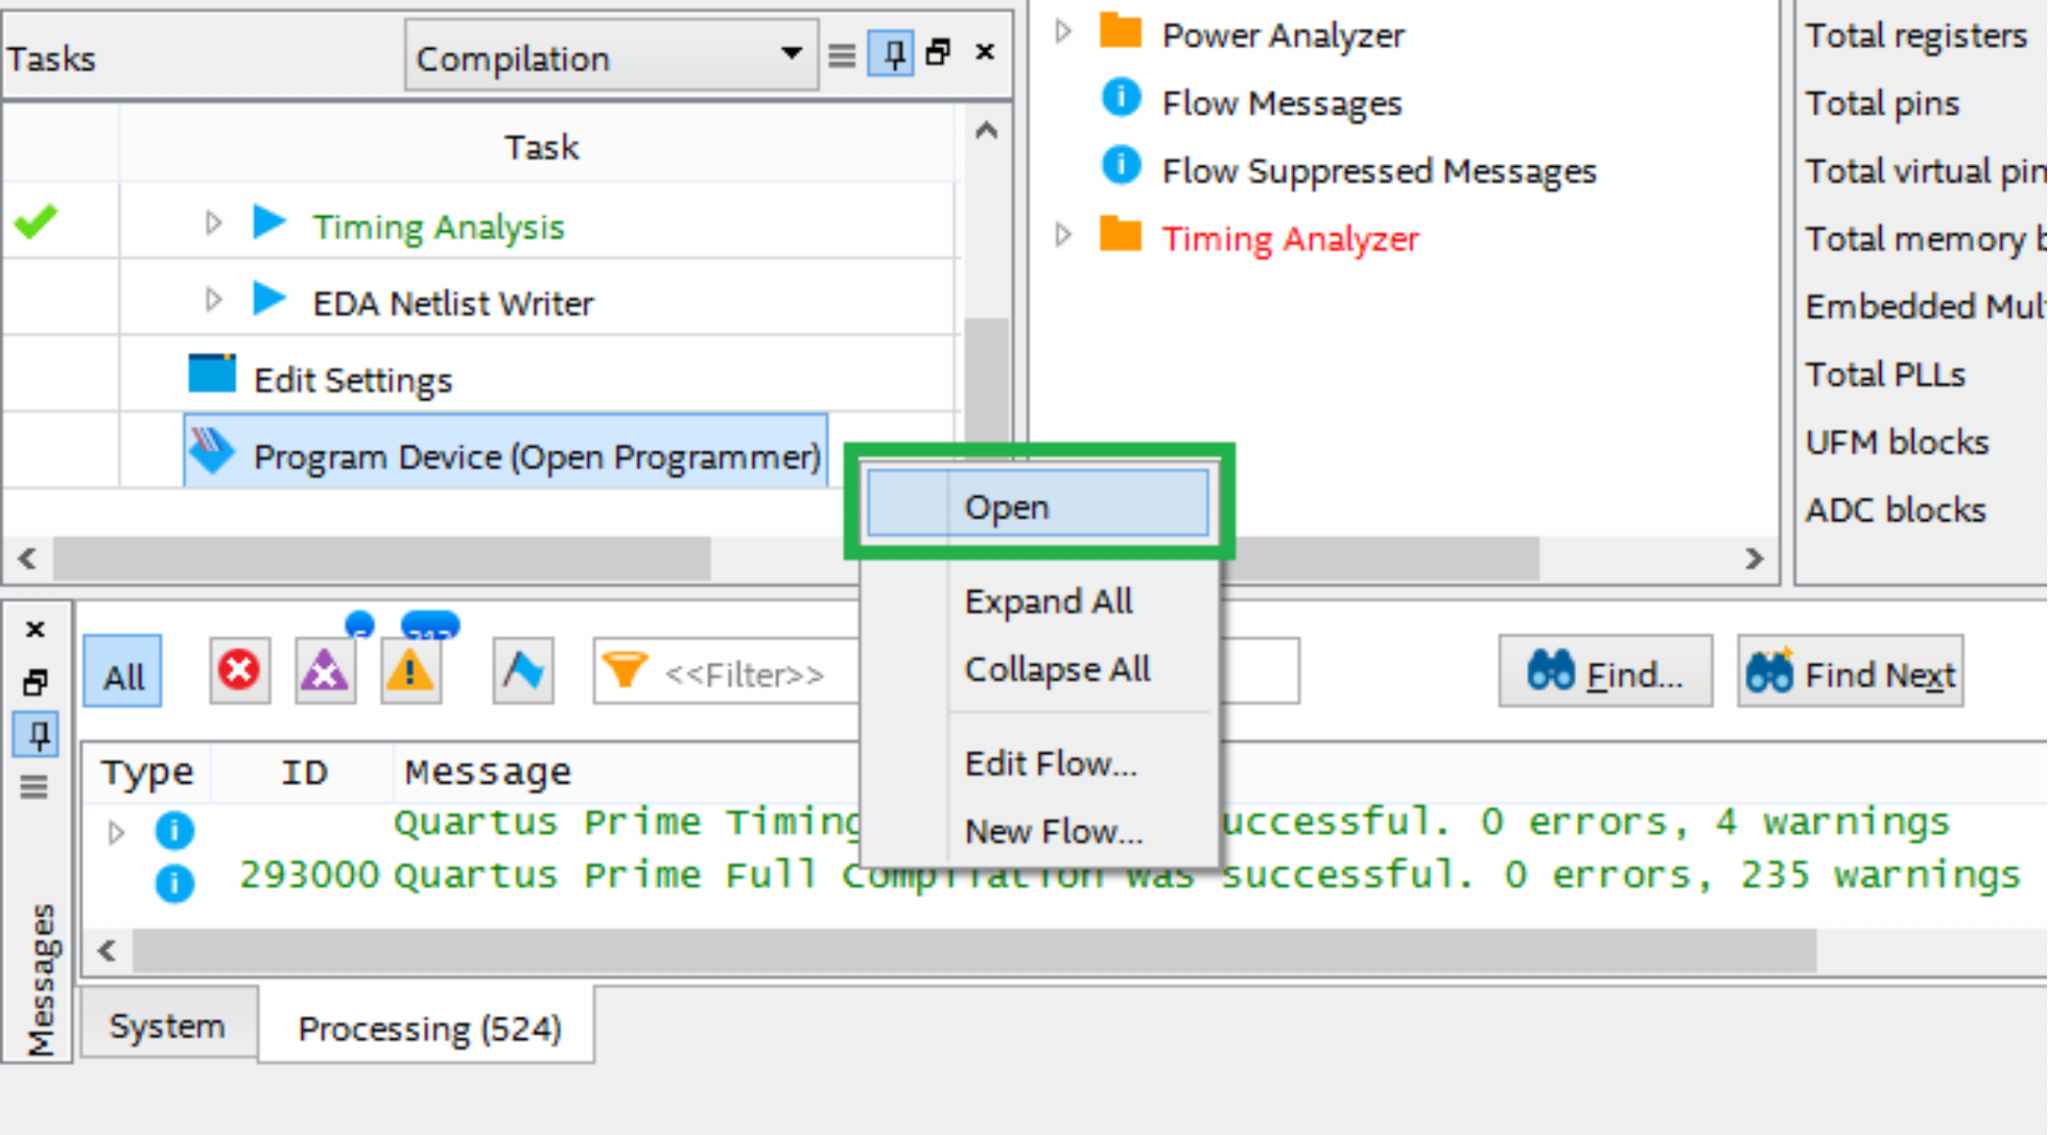 Tasks
Compilation
Task
Timing Analysis
EDA Netlist Writer
Edit Settings
Program Device (Open Programmer)
Power Analyzer
Flow Messages
Flow Suppressed Messages
Timing Analyzer
Total registers
Total pins
Total virtual pin
Total memory b
Embedded Mul
Total PLLs
UFM blocks
ADC blocks
Open
Expand All
Collapse All
Edit Flow...
New Flow...
All
<<Filter>>
Find...
Find Next
Type ID Message
Quartus Prime Timing uccessful. 0 errors, 4 warnings
293000 Quartus Prime Full Compilation was successful. 0 errors, 235 warnings
Messages
System
Processing (524)